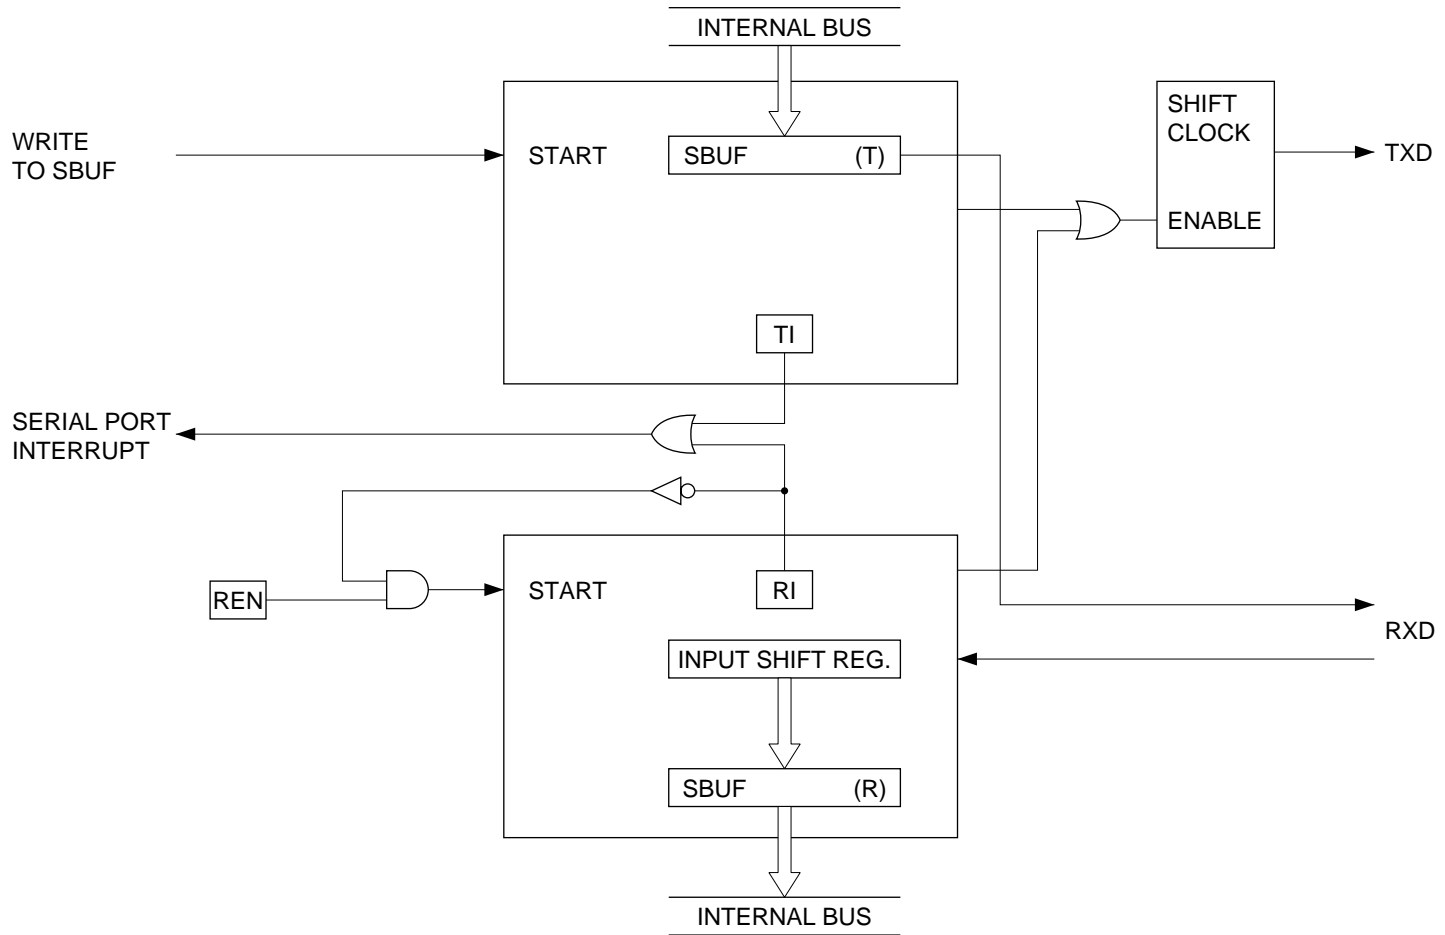 INTERNAL BUS
SHIFT
CLOCK
WRITE
TO SBUF
START
SBUF (T)
TXD
ENABLE
TI
SERIAL PORT
INTERRUPT
REN
START
RI
RXD
INPUT SHIFT REG.
SBUF (R)
INTERNAL BUS